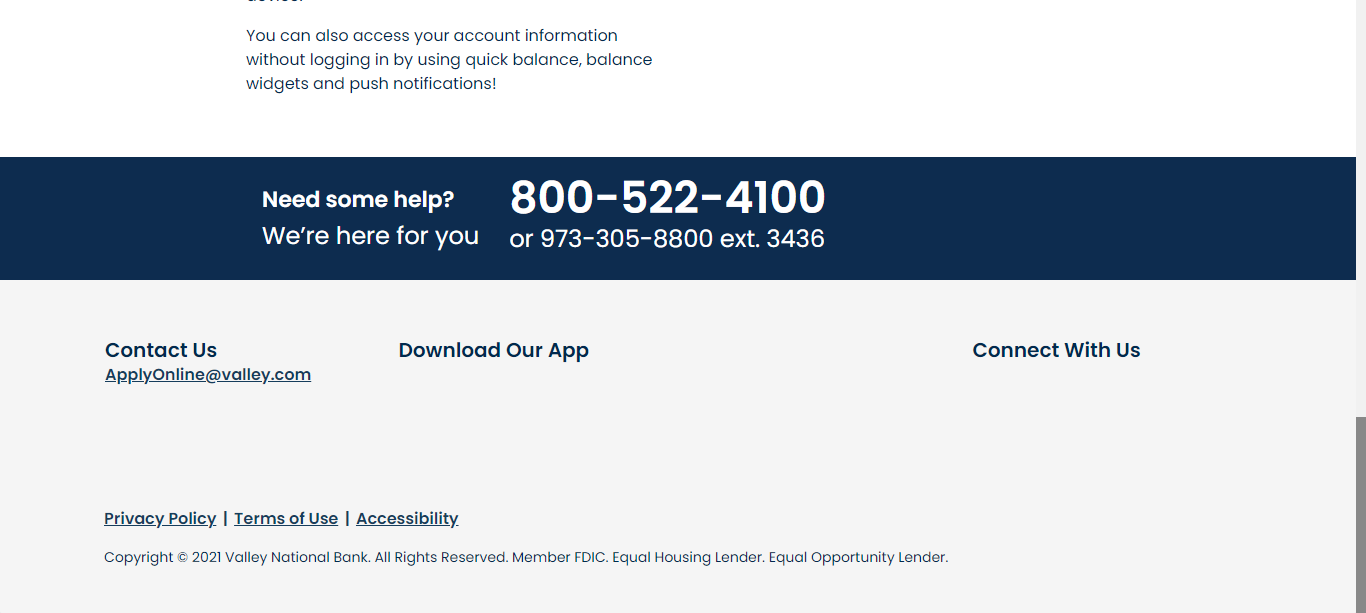 You can also access your account information
without logging in by using quick balance, balance
widgets and push notifications!
Need some help?
We’re here for you
800-522-4100
or 973-305-8800 ext. 3436
Contact Us
ApplyOnline@valley.com
Download Our App
Connect With Us
Privacy Policy | Terms of Use | Accessibility
Copyright © 2021 Valley National Bank. All Rights Reserved. Member FDIC. Equal Housing Lender. Equal Opportunity Lender.